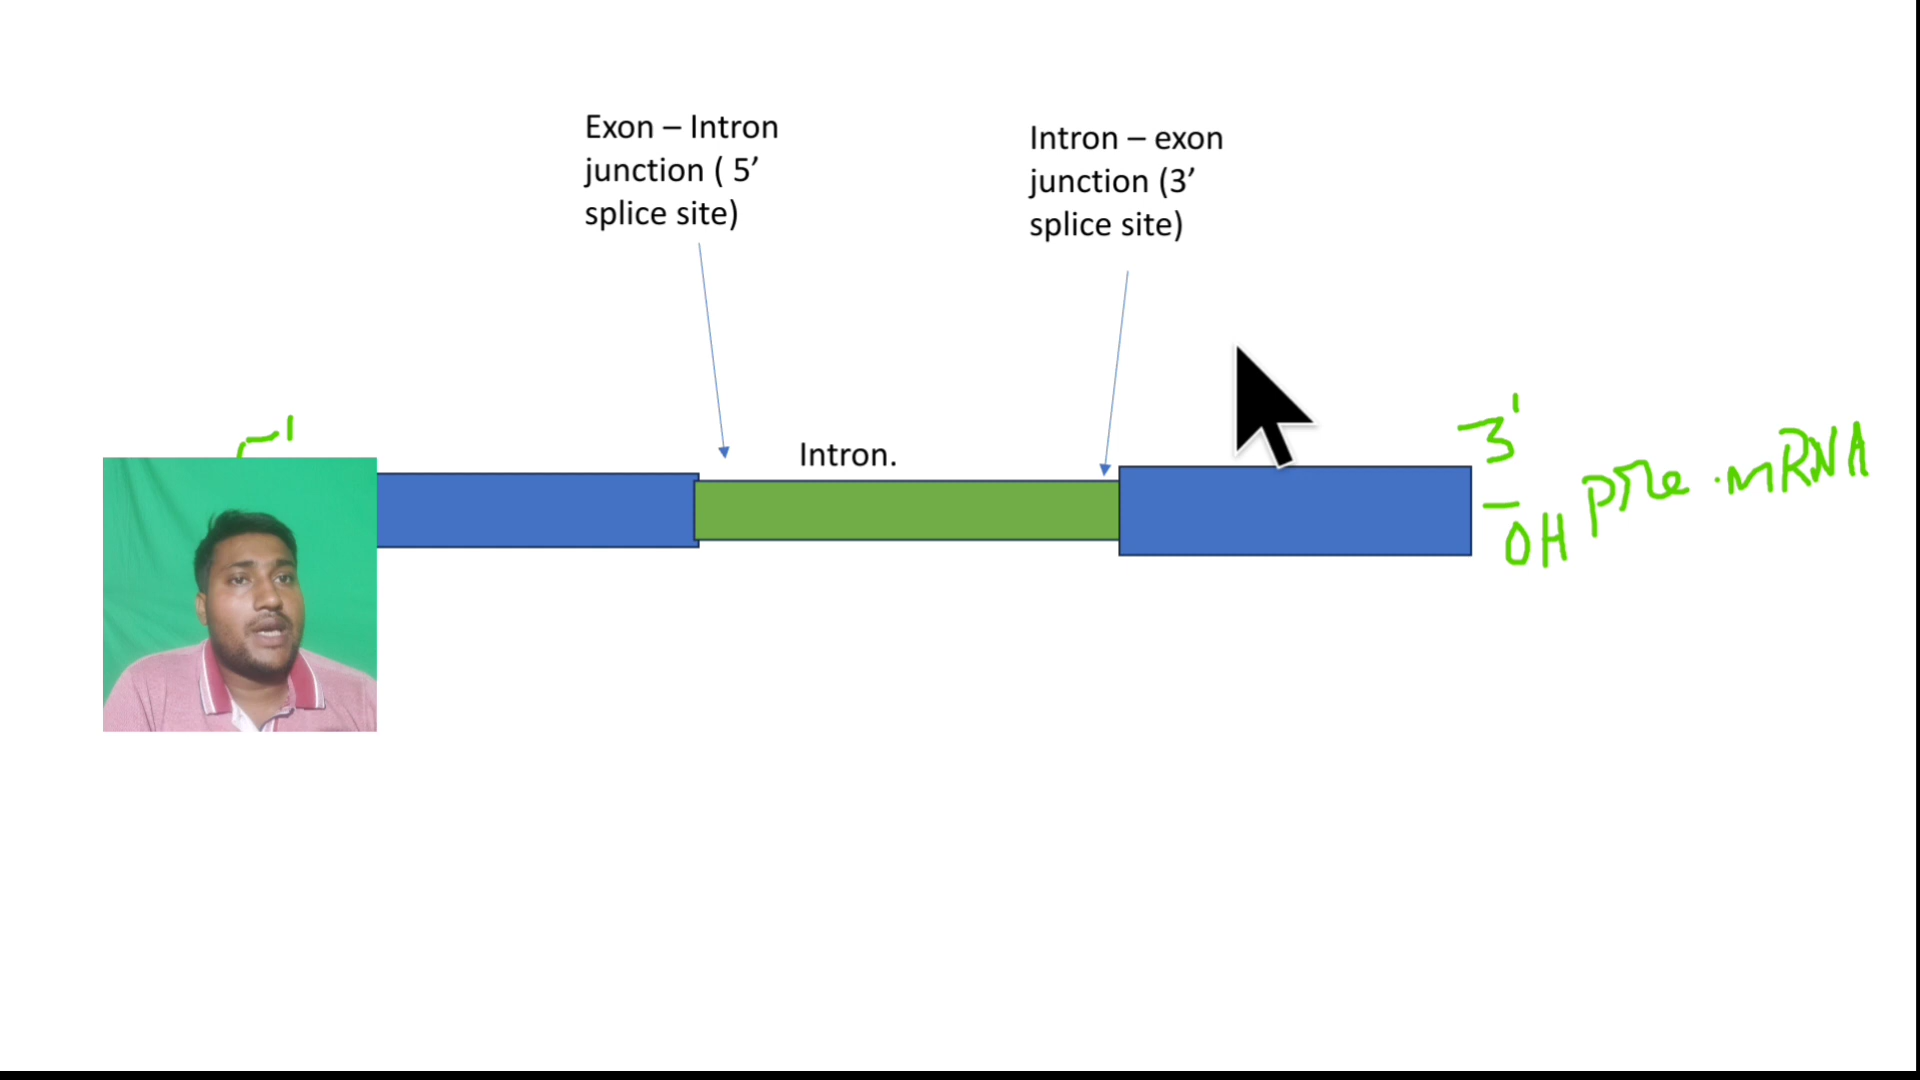 Exon – Intron
junction ( 5’
splice site)
Intron – exon
junction (3’
splice site)
Intron.
3'
OH
pre-mRNA